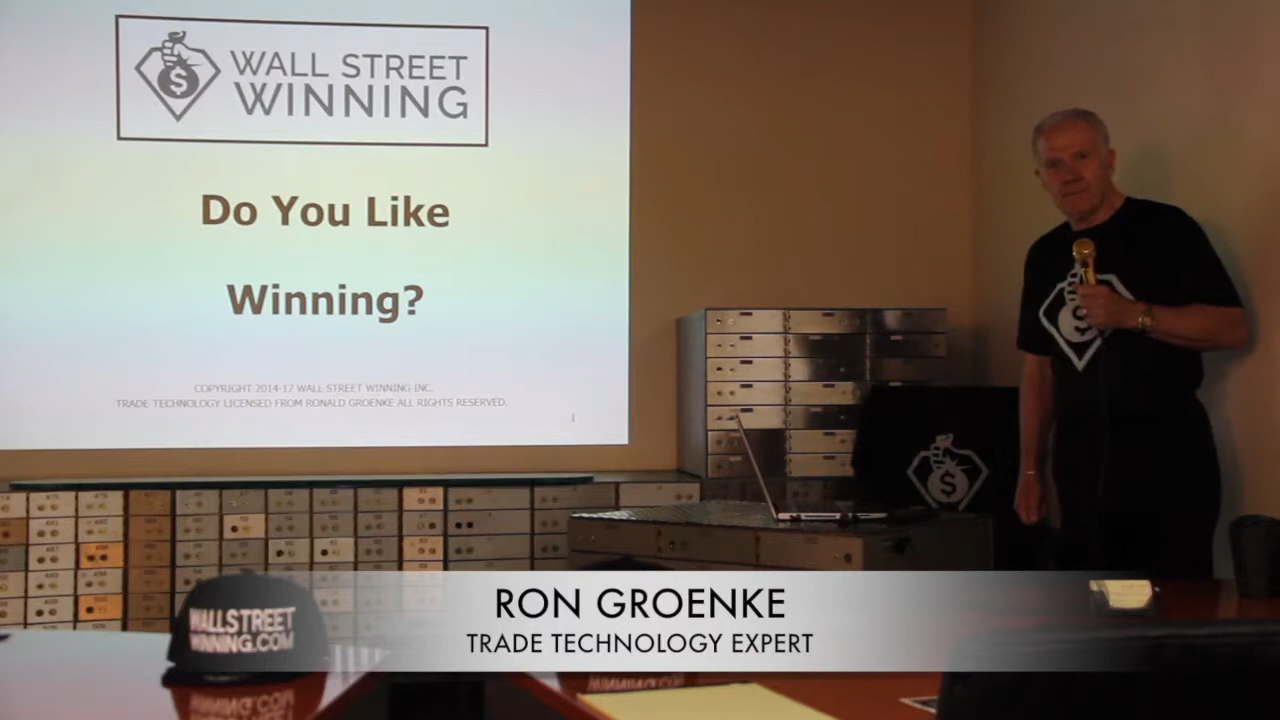 WALL STREET
WINNING
Do You Like
Winning?
COPYRIGHT 2014-17 WALL STREET WINNING INC.
TRADE TECHNOLOGY LICENSED FROM RONALD GROENKE ALL RIGHTS RESERVED.
1
$
$
$
WALLSTREET
WINNING.COM
RON GROENKE
TRADE TECHNOLOGY EXPERT